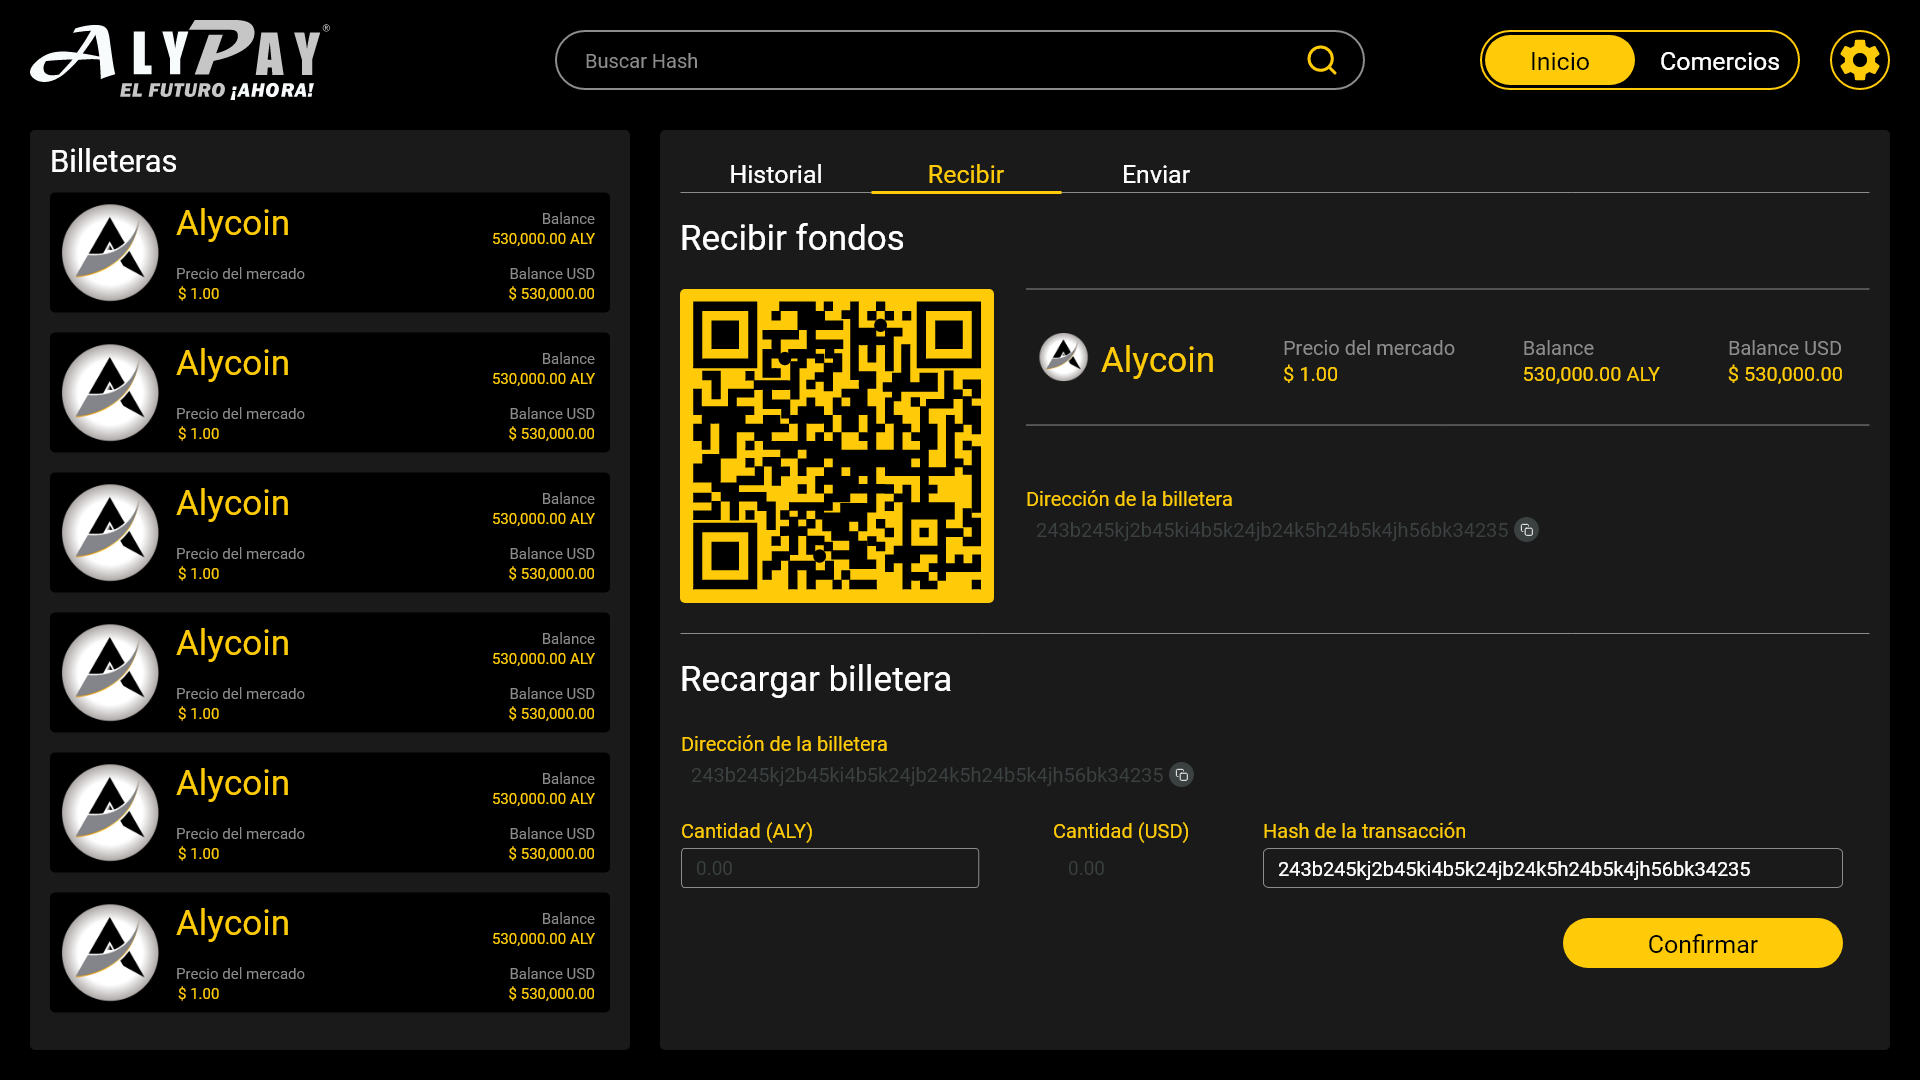 ALYPAY®
EL FUTURO ¡AHORA!
Buscar Hash
Inicio
Comercios
Billeteras
Alycoin
Balance
530,000.00 ALY
Precio del mercado
$ 1.00
Balance USD
$ 530,000.00
Alycoin
Balance
530,000.00 ALY
Precio del mercado
$ 1.00
Balance USD
$ 530,000.00
Alycoin
Balance
530,000.00 ALY
Precio del mercado
$ 1.00
Balance USD
$ 530,000.00
Alycoin
Balance
530,000.00 ALY
Precio del mercado
$ 1.00
Balance USD
$ 530,000.00
Alycoin
Balance
530,000.00 ALY
Precio del mercado
$ 1.00
Balance USD
$ 530,000.00
Alycoin
Balance
530,000.00 ALY
Precio del mercado
$ 1.00
Balance USD
$ 530,000.00
Historial
Recibir
Enviar
Recibir fondos
Alycoin
Precio del mercado
$ 1.00
Balance
530,000.00 ALY
Balance USD
$ 530,000.00
Dirección de la billetera
243b245kj2b45ki4b5k24jb24k5h24b5k4jh56bk34235
Recargar billetera
Dirección de la billetera
243b245kj2b45ki4b5k24jb24k5h24b5k4jh56bk34235
Cantidad (ALY)
0.00
Cantidad (USD)
0.00
Hash de la transacción
243b245kj2b45ki4b5k24jb24k5h24b5k4jh56bk34235
Confirmar